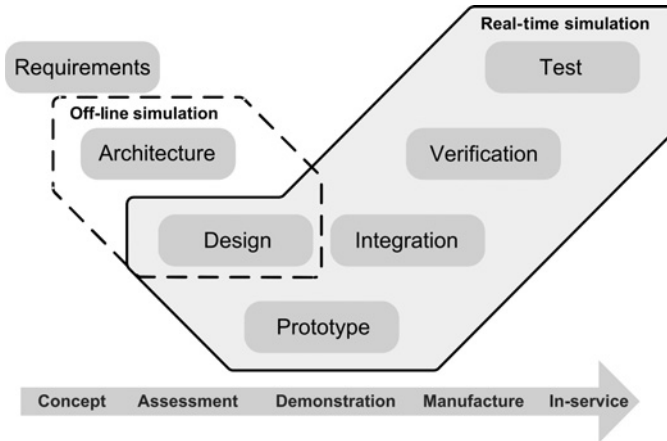 Real-time simulation
Requirements
Test
Off-line simulation
Architecture
Verification
Design
Integration
Prototype
Concept Assessment Demonstration Manufacture In-service